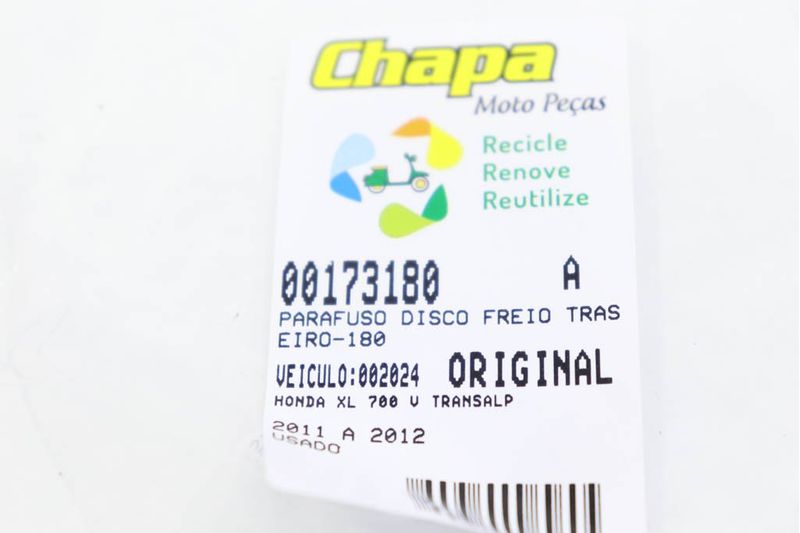 Chapa
Moto Peças
Recicle
Renove
Reutilize
00173180 A
PARAFUSO DISCO FREIO TRAS
EIRO-180
VEICULO:002024 ORIGINAL
HONDA XL 700 V TRANSALP
2011 A 2012
USADO